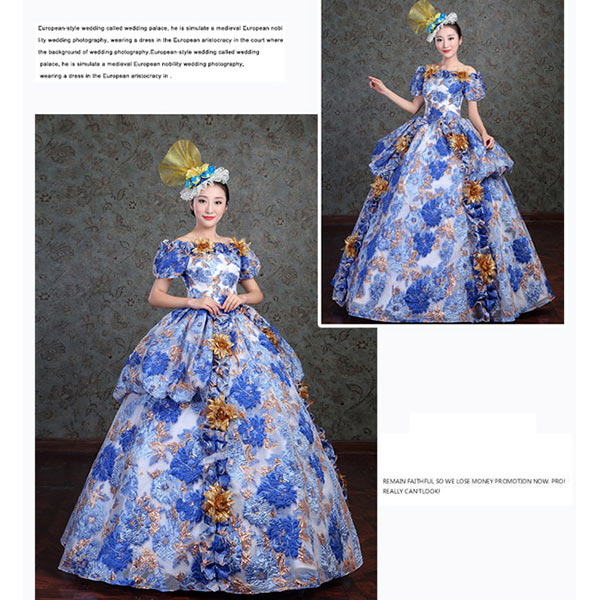 European-style wedding called wedding palace, he is simulate a medieval European nobi
lity wedding photography, wearing a dress in the European aristocracy in the court where
the background of wedding photography,European-style wedding called wedding
palace, he is simulate a medieval European nobility wedding photography,
wearing a dress in the European aristocracy in .
REMAIN FAITHFUL SO WE LOSE MONEY PROMOTION NOW. PRO!
REALLY CAN'TLOOK!